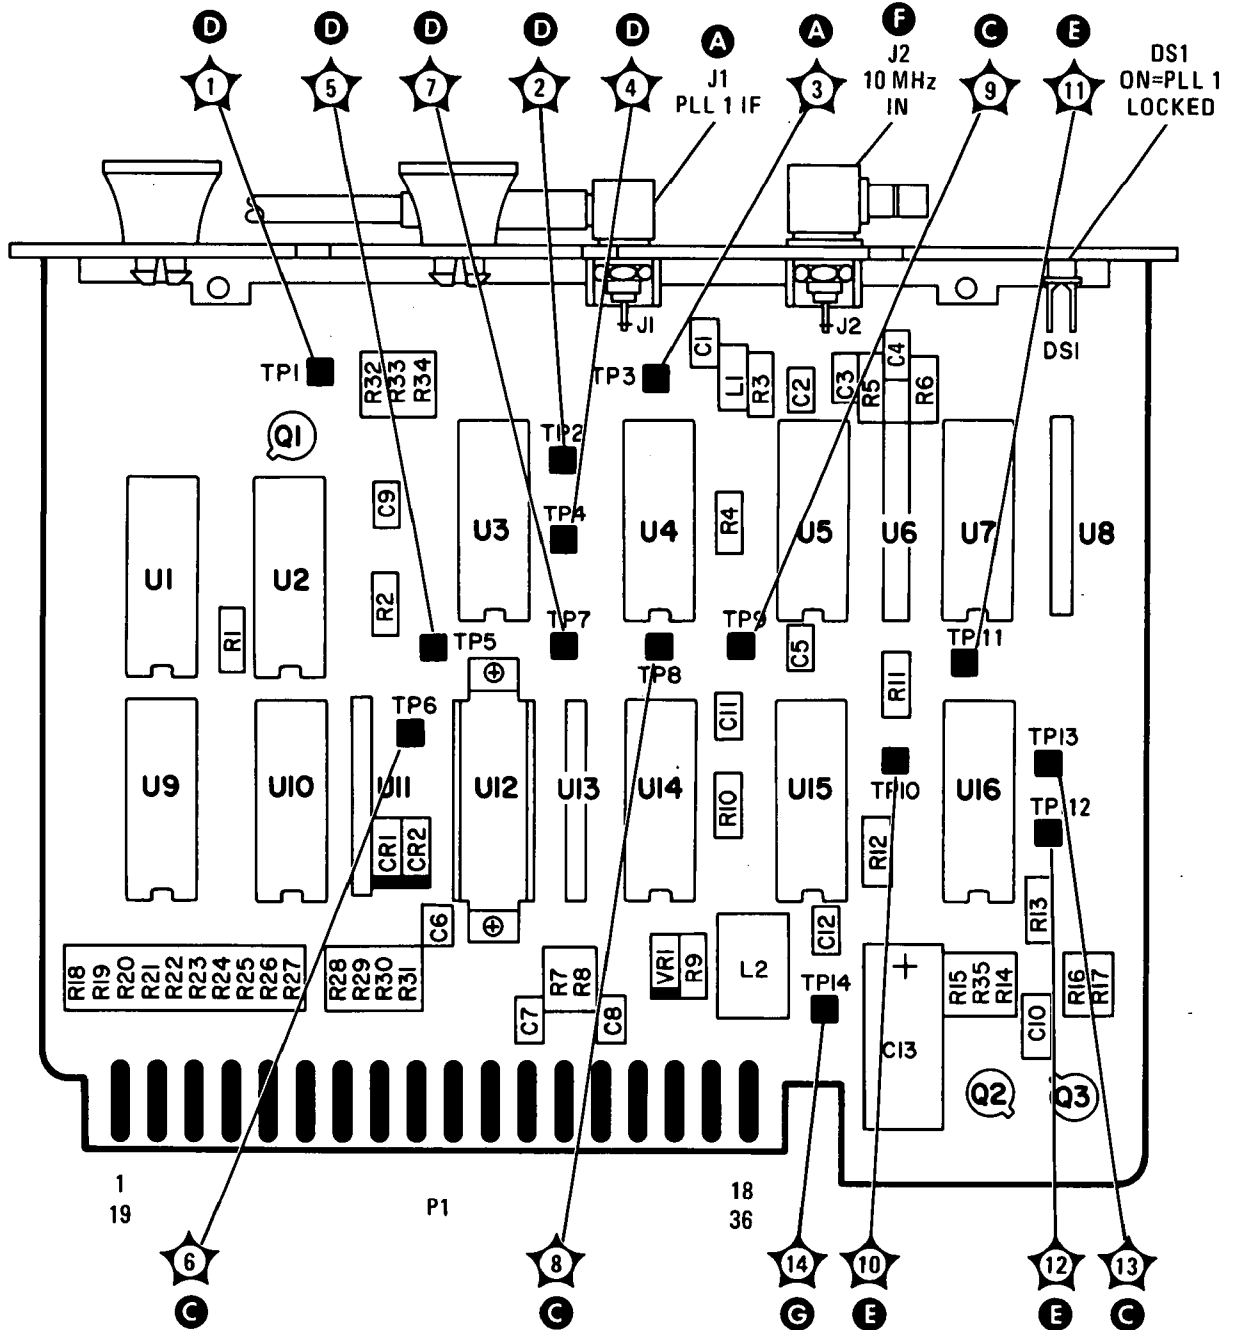 D D D D D A A F C E
1 5 7 2 4 3 9 11
J1
PLL 1 IF
J2
10 MHz
IN
DS1
ON=PLL 1
LOCKED
J1 J2 DS1
TP1 R32 R33 R34 TP3 C1 L1 R3 C2 C3 R5 C4 R6
Q1 TP2
C9 U3 TP4 U4 R4 U5 U6 U7 U8
U1 U2
R1 R2 TP5 TP7 TP8 TP9 C5 TP11
R11
TP6 C11 TP13
U9 U10 U11 U12 U13 U14 R10 U15 TP10 U16
TP12
CR1 CR2 R12
C6 C12 R13
R18 R19 R20 R21 R22 R23 R24 R25 R26 R27 R28 R29 R30 R31 R7 R8 VR1 R9 L2 TP14 + R15 R35 R14 R16 R17
C7 C8 C10
C13
Q2 Q3
1 18
19 P1 36
6 8 14 10 12 13
C C G E E C